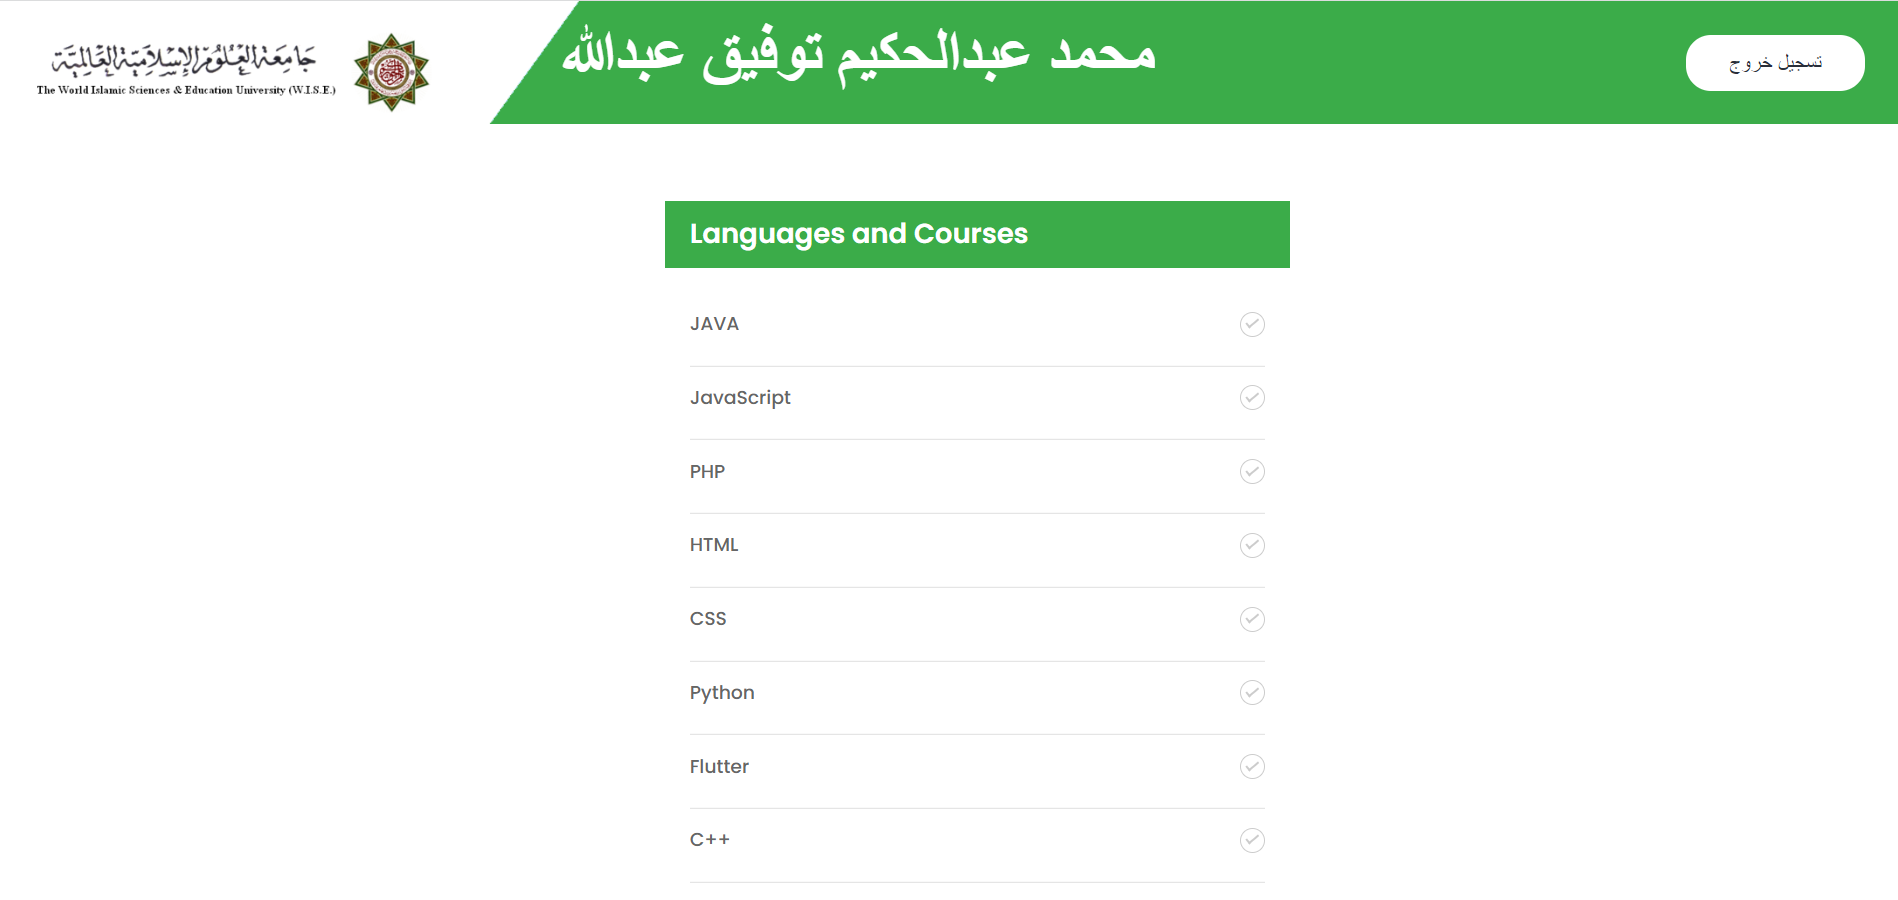 جامعة العلوم الإسلامية العالمية
The World Islamic Sciences & Education University (W.I.S.E.)
محمد عبدالحكيم توفيق عبدالله
تسجيل خروج
Languages and Courses
JAVA
JavaScript
PHP
HTML
CSS
Python
Flutter
C++